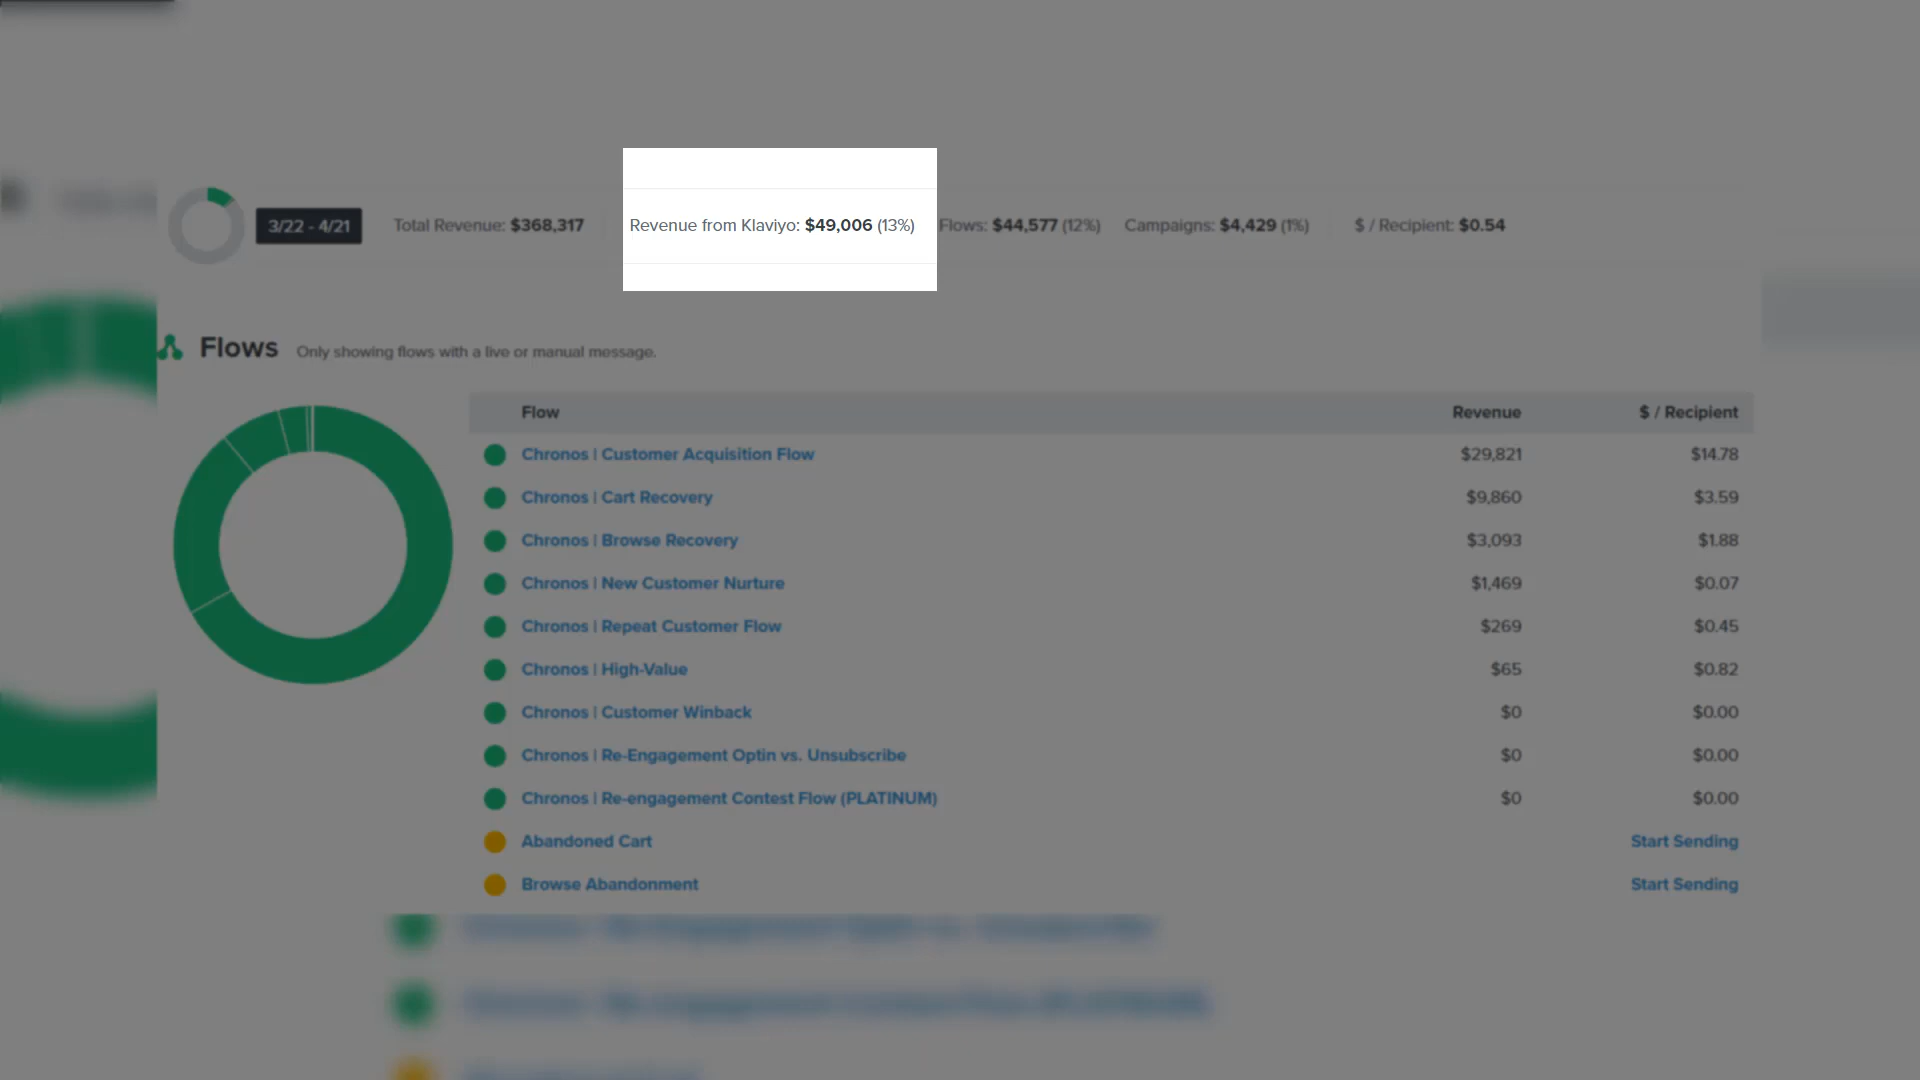 3/22 - 4/21 Total Revenue: $368,317 Revenue from Klaviyo: $49,006 (13%) Flows: $44,577 (12%) Campaigns: $4,429 (1%) $ / Recipient: $0.54
Flows Only showing flows with a live or manual message.
Flow Revenue $ / Recipient
Chronos | Customer Acquisition Flow $29,821 $14.78
Chronos | Cart Recovery $9,860 $3.59
Chronos | Browse Recovery $3,093 $1.88
Chronos | New Customer Nurture $1,469 $0.07
Chronos | Repeat Customer Flow $269 $0.45
Chronos | High-Value $65 $0.82
Chronos | Customer Winback $0 $0.00
Chronos | Re-Engagement Optin vs. Unsubscribe $0 $0.00
Chronos | Re-engagement Contest Flow (PLATINUM) $0 $0.00
Abandoned Cart Start Sending
Browse Abandonment Start Sending